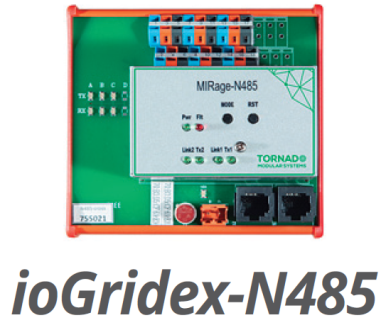 A B C D
TX
RX
MIRage-N485
MODE RST
Pwr Flt
Link2 Tx2 Link1 Tx1
TORNADO
MODULAR SYSTEMS
755021
ioGridex-N485